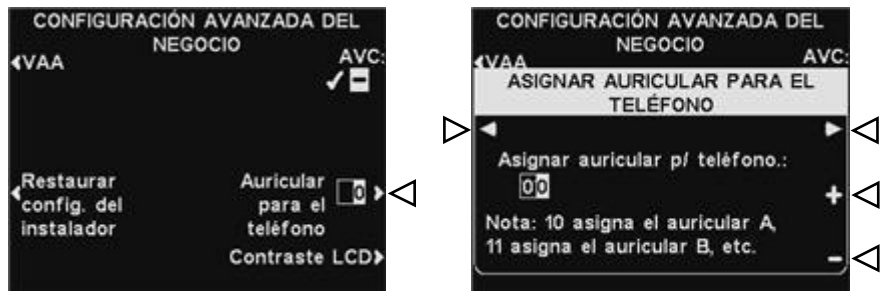 CONFIGURACIÓN AVANZADA DEL
NEGOCIO
VAA
AVC:
Restaurar
config. del
instalador
Auricular
para el
teléfono
0
Contraste LCD
CONFIGURACIÓN AVANZADA DEL
NEGOCIO
VAA
AVC:
ASIGNAR AURICULAR PARA EL
TELÉFONO
Asignar auricular p/ teléfono.:
00
Nota: 10 asigna el auricular A,
11 asigna el auricular B, etc.
+
-